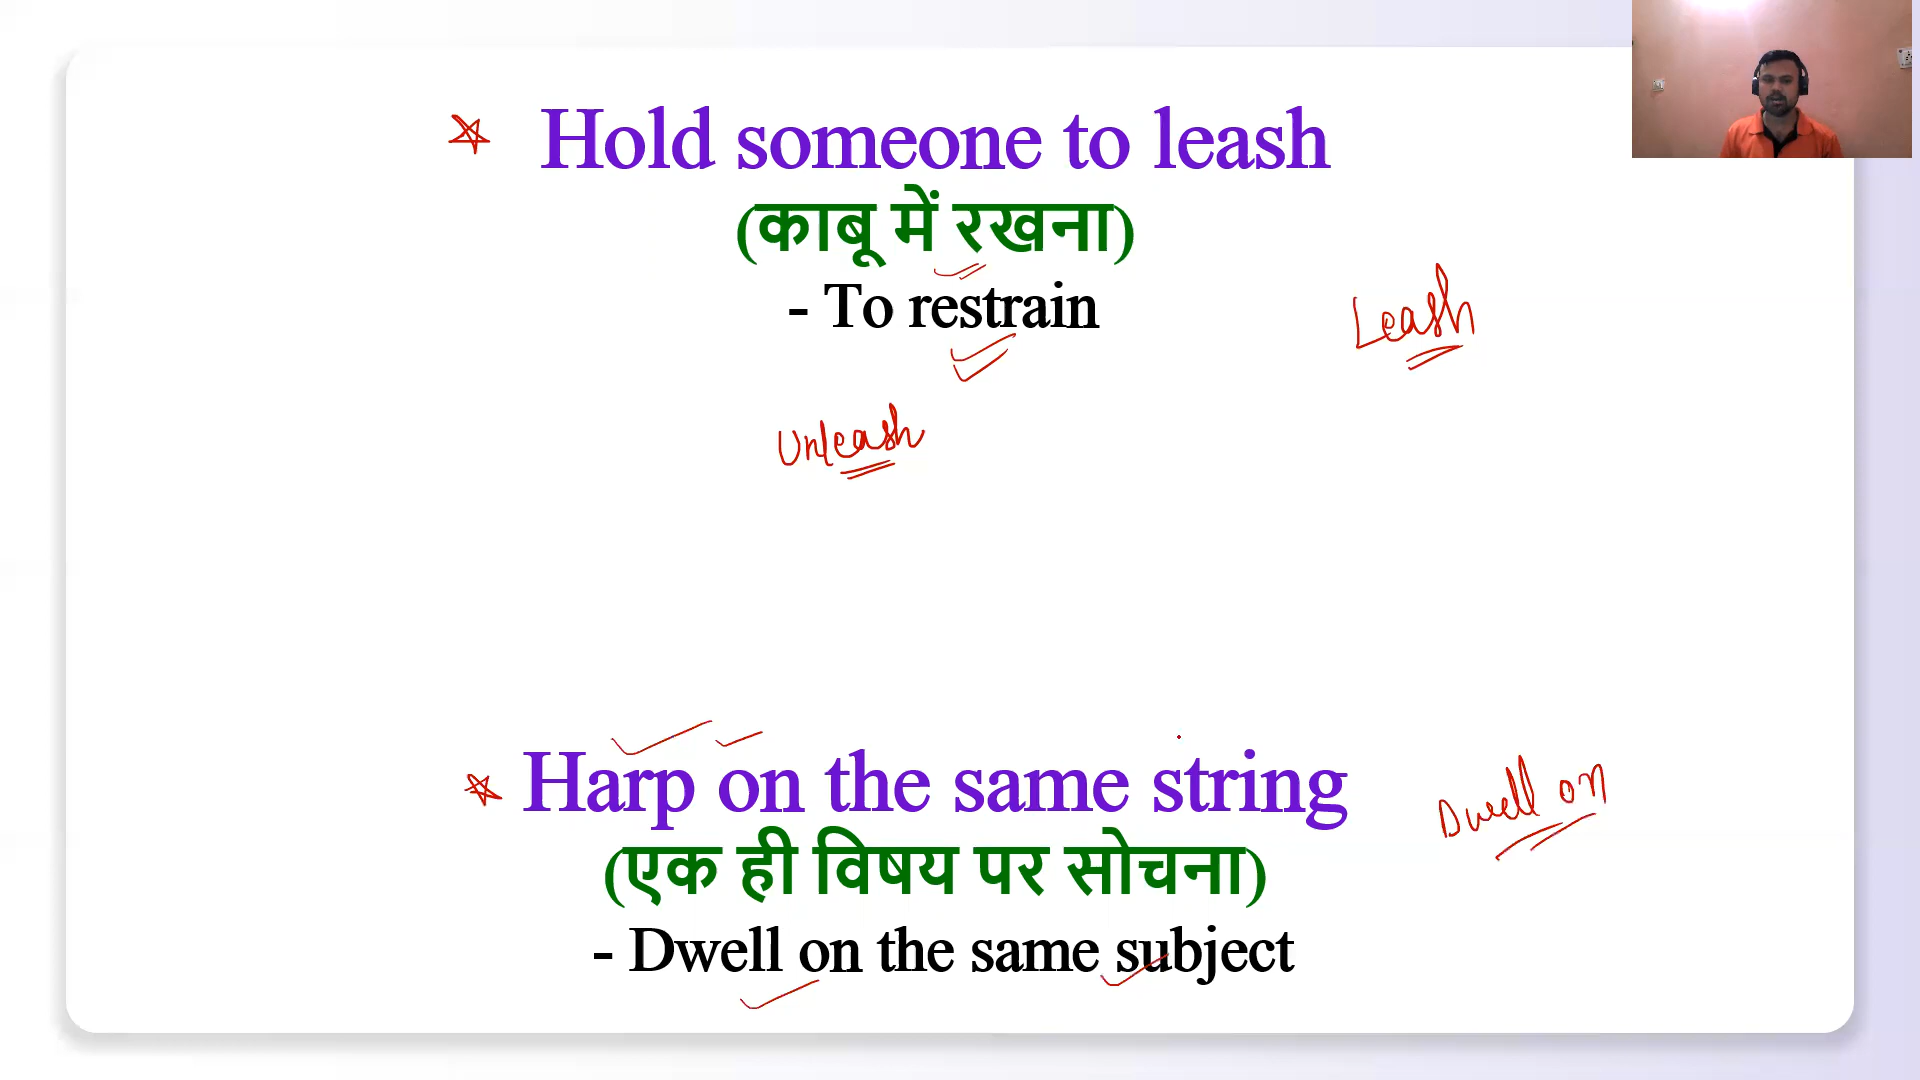 Hold someone to leash
(काबू में रखना)
- To restrain
Leash
Unleash
Harp on the same string
Dwell on
(एक ही विषय पर सोचना)
- Dwell on the same subject